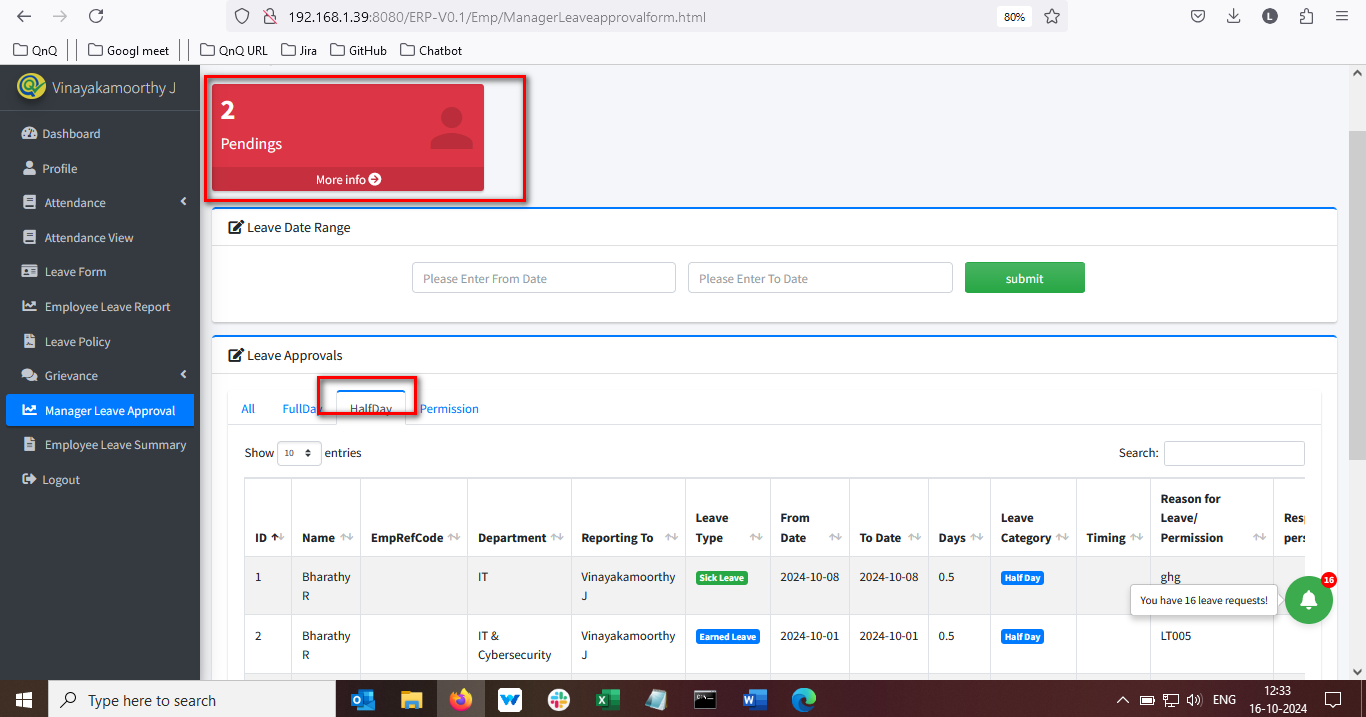 192.168.1.39:8080/ERP-V0.1/Emp/ManagerLeaveapprovalform.html
80%
L
QnQ
Googl meet
QnQ URL
Jira
GitHub
Chatbot
Vinayakamoorthy J
Dashboard
Profile
Attendance
Attendance View
Leave Form
Employee Leave Report
Leave Policy
Grievance
Manager Leave Approval
Employee Leave Summary
Logout
2
Pendings
More info
Leave Date Range
Please Enter From Date
Please Enter To Date
submit
Leave Approvals
All
FullDay
HalfDay
Permission
Show 10 entries
Search:
ID
Name
EmpRefCode
Department
Reporting To
Leave
Type
From
Date
To Date
Days
Leave
Category
Timing
Reason for
Leave/
Permission
1
Bharathy
R
IT
Vinayakamoorthy
J
Sick Leave
2024-10-08
2024-10-08
0.5
Half Day
ghg
2
Bharathy
R
IT &
Cybersecurity
Vinayakamoorthy
J
Earned Leave
2024-10-01
2024-10-01
0.5
Half Day
LT005
You have 16 leave requests!
16
Type here to search
ENG
12:33
16-10-2024